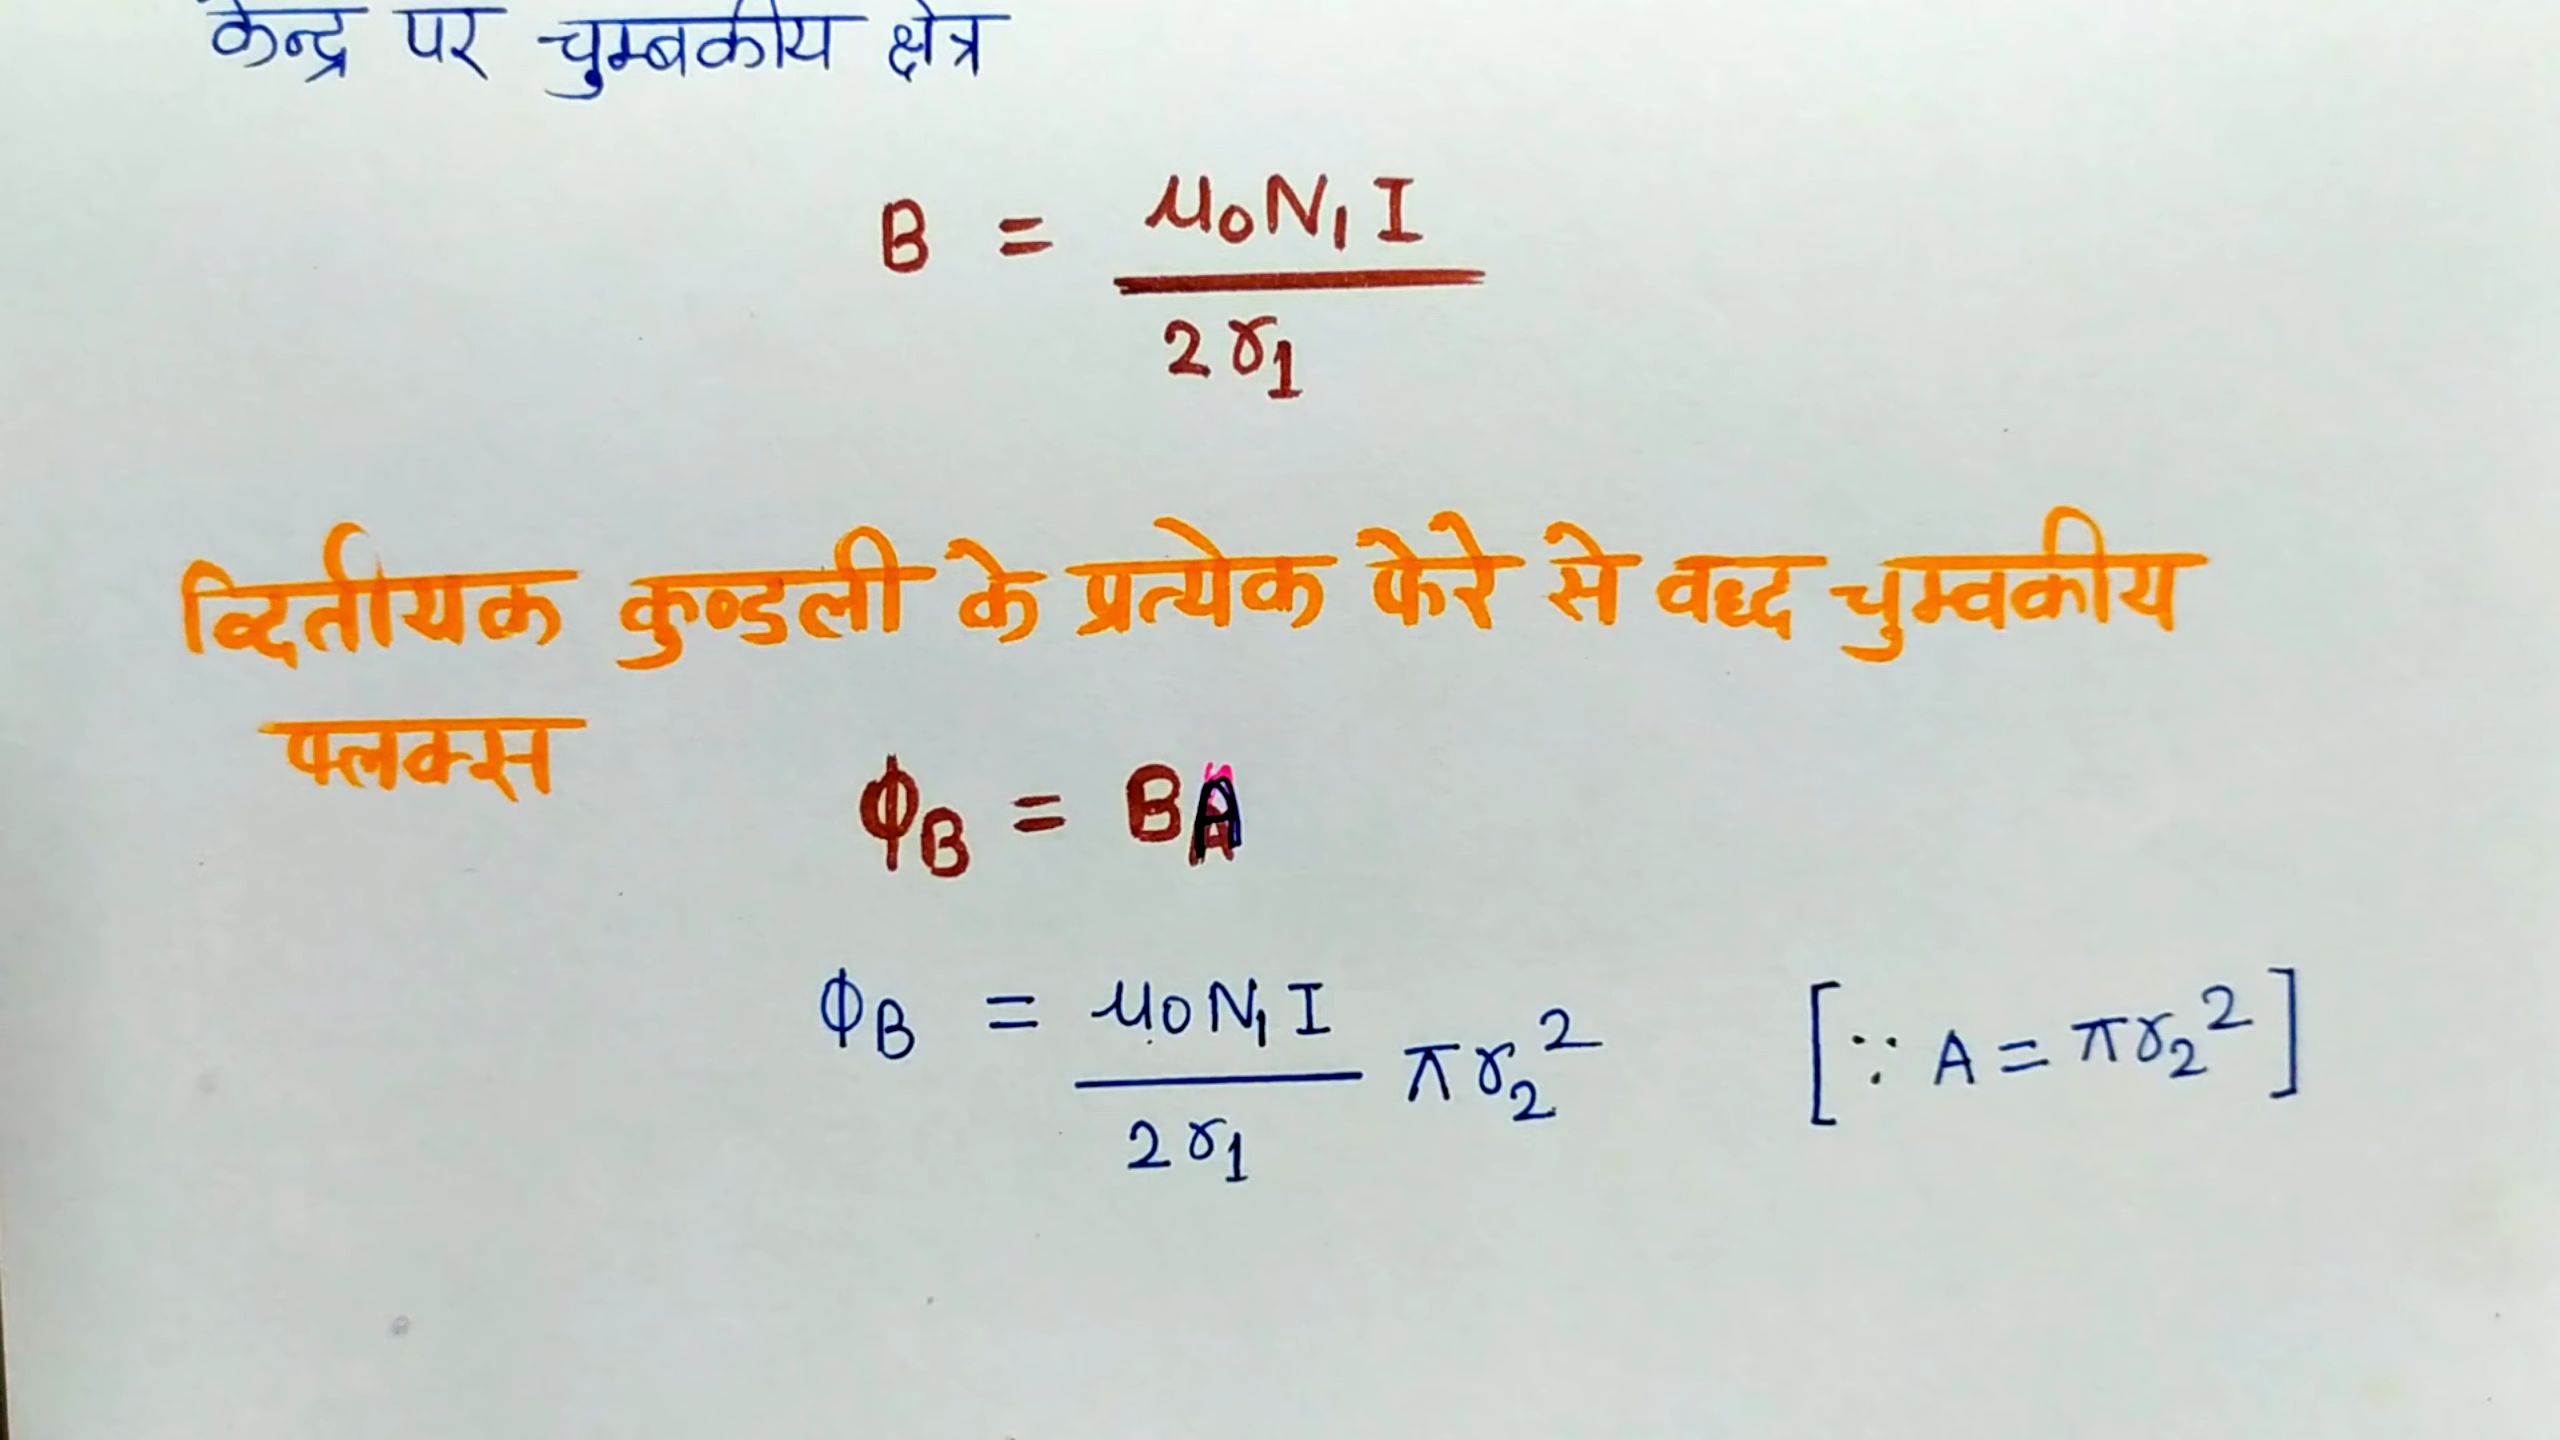 केन्द्र पर चुम्बकीय क्षेत्र
B = μ₀N₁I / 2r₁
द्वितीयक कुण्डली के प्रत्येक फेरे से वद्ध चुम्वकीय
फ्लक्स
ϕB = BA
ϕB = μ₀N₁I / 2r₁ πr₂² [∵ A = πr₂²]